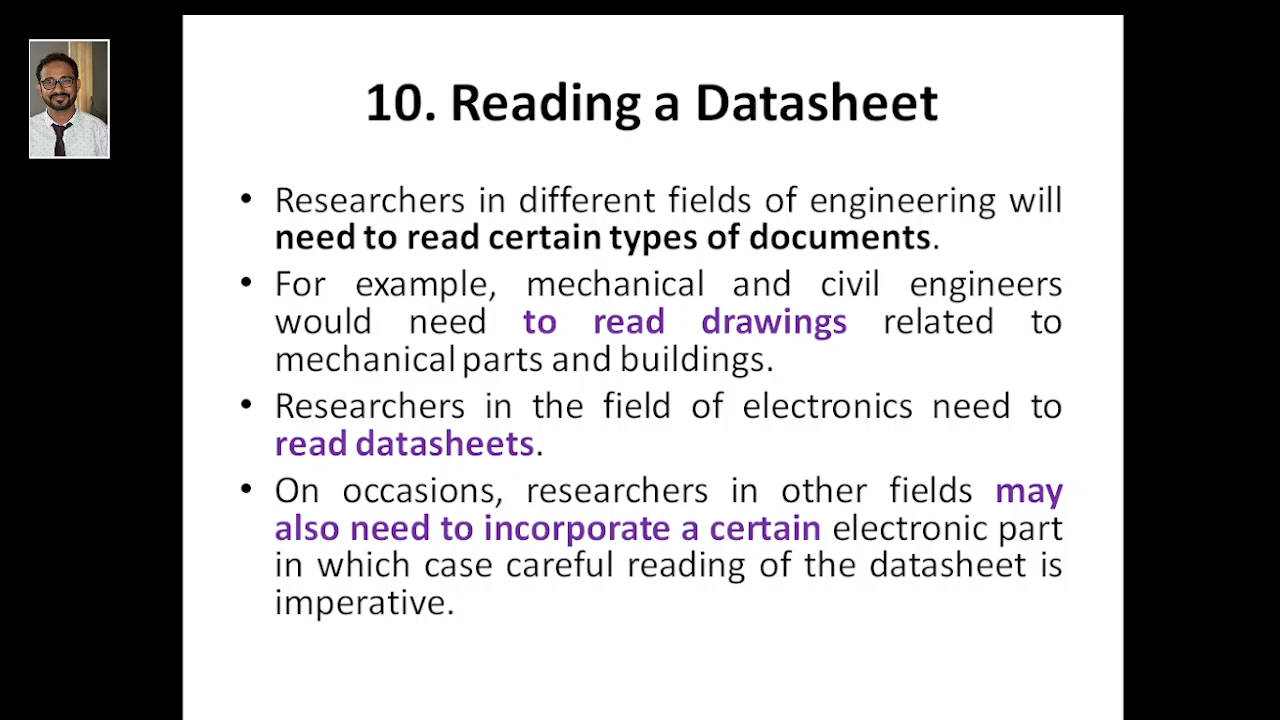 10. Reading a Datasheet
• Researchers in different fields of engineering will
need to read certain types of documents.
• For example, mechanical and civil engineers
would need to read drawings related to
mechanical parts and buildings.
• Researchers in the field of electronics need to
read datasheets.
• On occasions, researchers in other fields may
also need to incorporate a certain electronic part
in which case careful reading of the datasheet is
imperative.